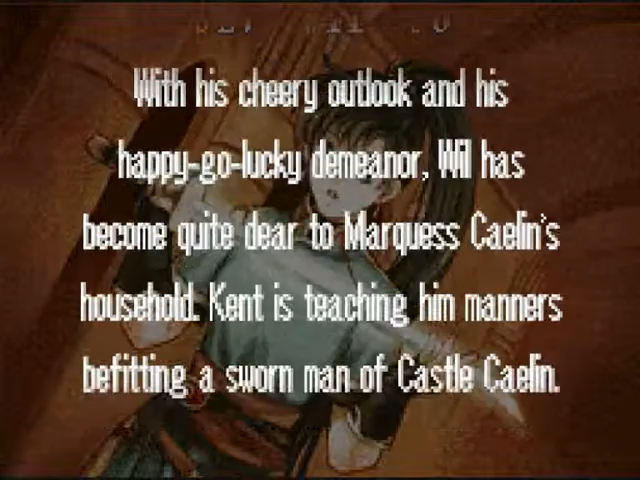 With his cheery outlook and his
happy-go-lucky demeanor, Wil has
become quite dear to Marquess Caelin's
household. Kent is teaching him manners
befitting a sworn man of Castle Caelin.